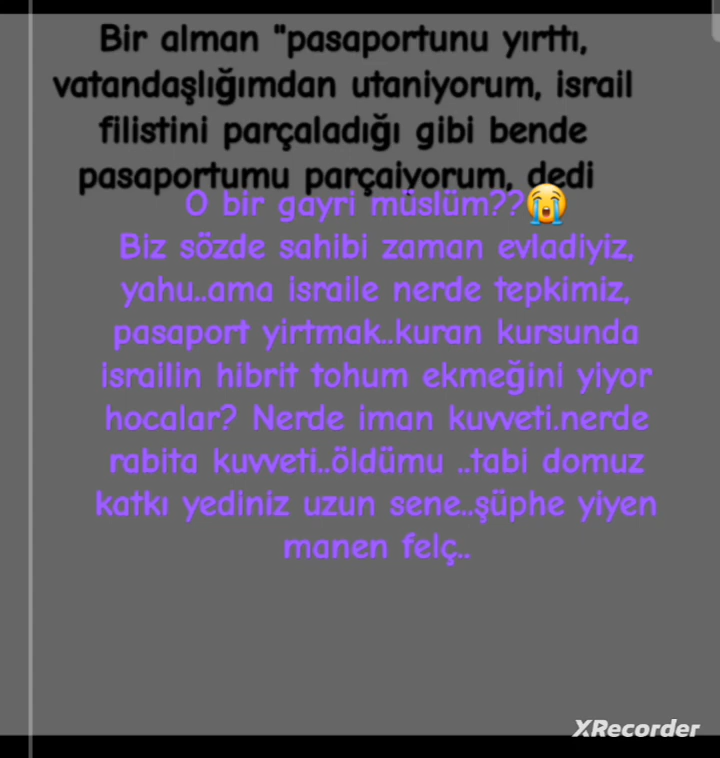 Bir alman "pasaportunu yırttı,
vatandaşlığımdan utaniyorum, israil
filistini parçaladığı gibi bende
pasaportumu parçaiyorum, dedi
O bir gayri müslüm??😭
Biz sözde sahibi zaman evladiyiz,
yahu..ama israile nerde tepkimiz,
pasaport yirtmak..kuran kursunda
israilin hibrit tohum ekmeğini yiyor
hocalar? Nerde iman kuvveti.nerde
rabita kuvveti..öldümu ..tabi domuz
katkı yediniz uzun sene..şüphe yiyen
manen felç..
XRecorder